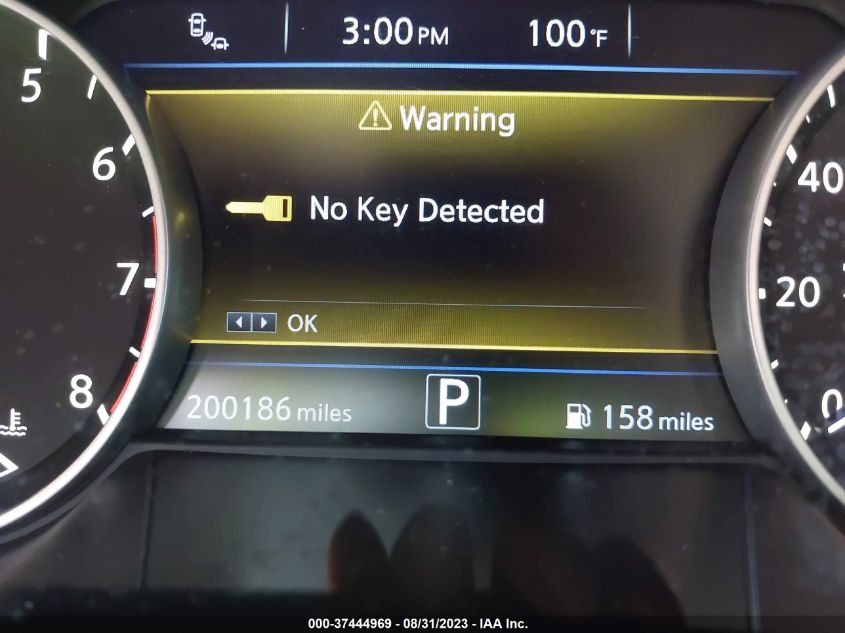 3:00PM 100°F
5
Warning
6
40
No Key Detected
7
20
OK
8
200186 miles P 158 miles
0
000-37444969 - 08/31/2023 - IAA Inc.